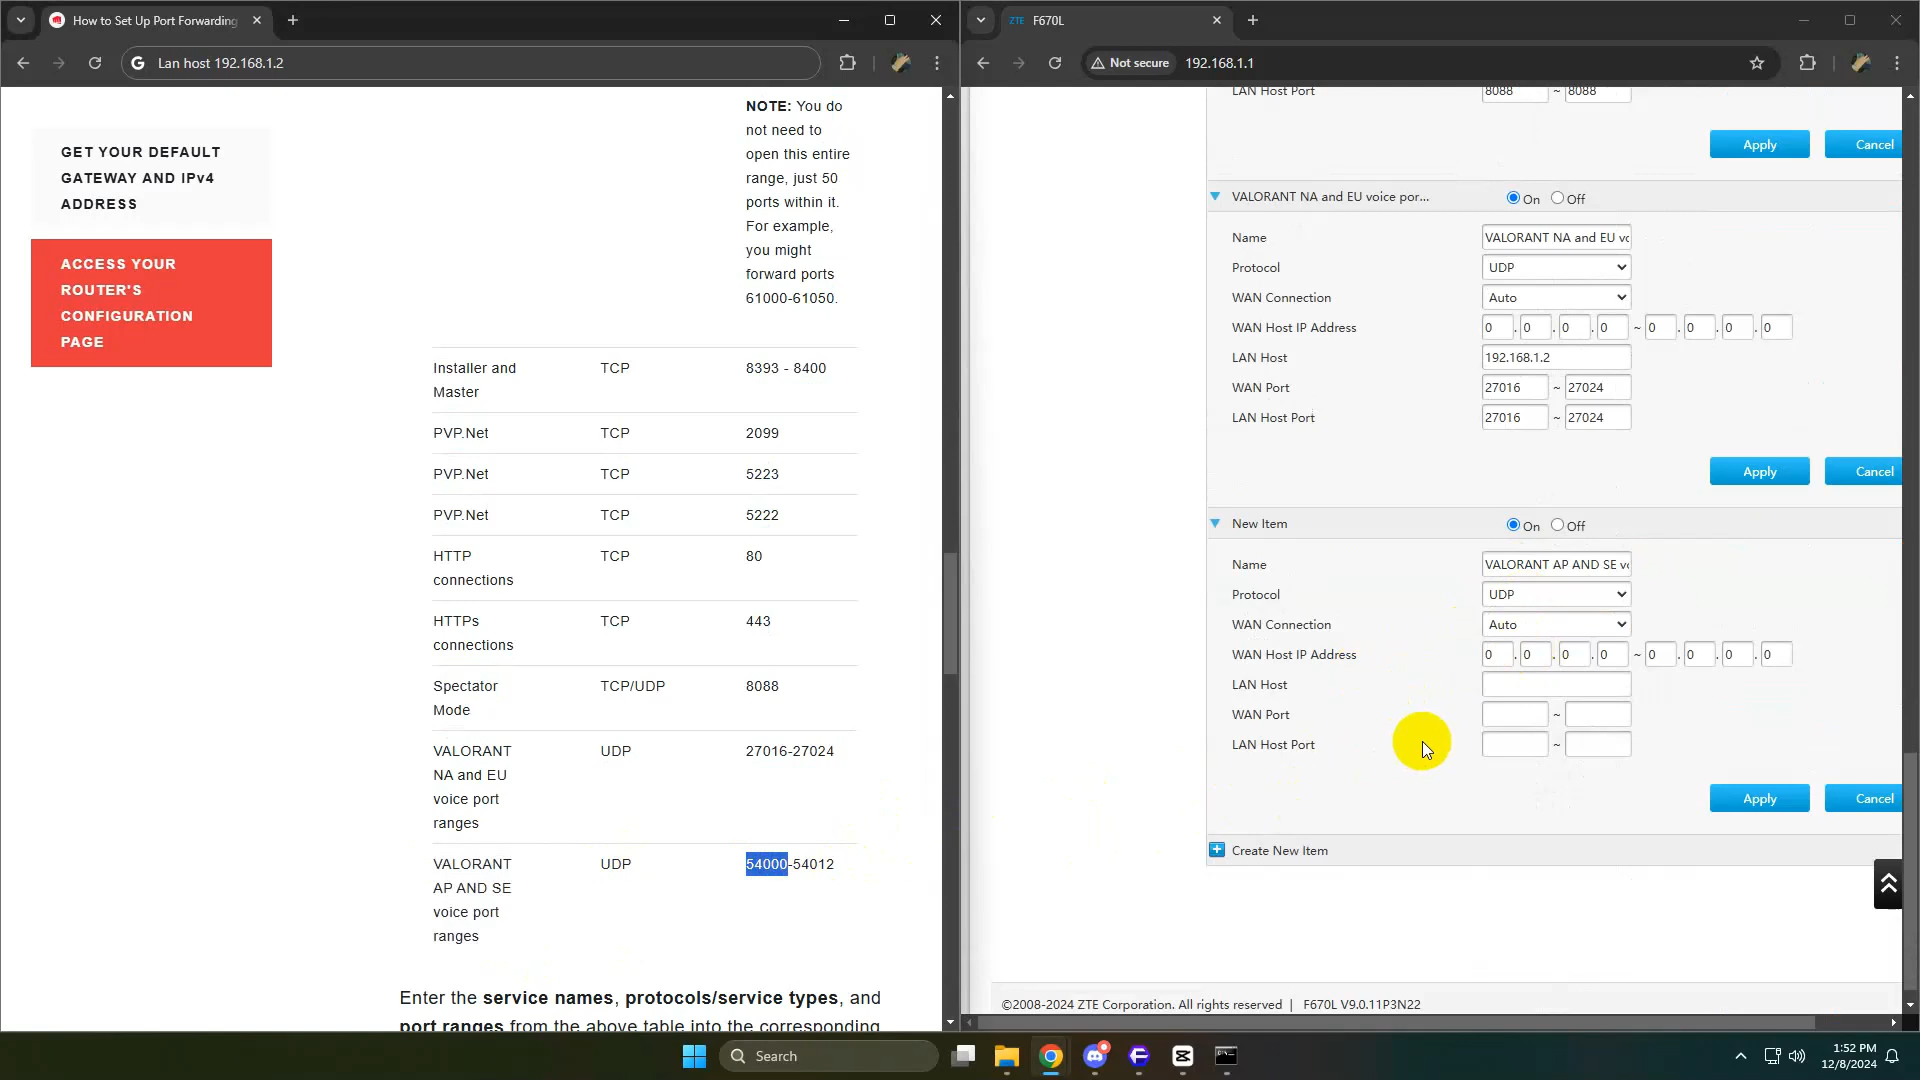 How to Set Up Port Forwarding
Lan host 192.168.1.2
GET YOUR DEFAULT
GATEWAY AND IPv4
ADDRESS
ACCESS YOUR
ROUTER'S
CONFIGURATION
PAGE
NOTE: You do
not need to
open this entire
range, just 50
ports within it.
For example,
you might
forward ports
61000-61050.
Installer and
Master
TCP
8393 - 8400
PVP.Net
TCP
2099
PVP.Net
TCP
5223
PVP.Net
TCP
5222
HTTP
connections
TCP
80
HTTPs
connections
TCP
443
Spectator
Mode
TCP/UDP
8088
VALORANT
NA and EU
voice port
ranges
UDP
27016-27024
VALORANT
AP AND SE
voice port
ranges
UDP
54000-54012
Enter the service names, protocols/service types, and
port ranges from the above table into the corresponding
ZTE F670L
Not secure 192.168.1.1
LAN Host Port 8088 ~ 8088
Apply Cancel
VALORANT NA and EU voice por... On Off
Name VALORANT NA and EU vo
Protocol UDP
WAN Connection Auto
WAN Host IP Address 0 . 0 . 0 . 0 ~ 0 . 0 . 0 . 0
LAN Host 192.168.1.2
WAN Port 27016 ~ 27024
LAN Host Port 27016 ~ 27024
Apply Cancel
New Item On Off
Name VALORANT AP AND SE vo
Protocol UDP
WAN Connection Auto
WAN Host IP Address 0 . 0 . 0 . 0 ~ 0 . 0 . 0 . 0
LAN Host
WAN Port ~
LAN Host Port ~
Apply Cancel
Create New Item
©2008-2024 ZTE Corporation. All rights reserved | F670L V9.0.11P3N22
Search
1:52 PM
12/8/2024